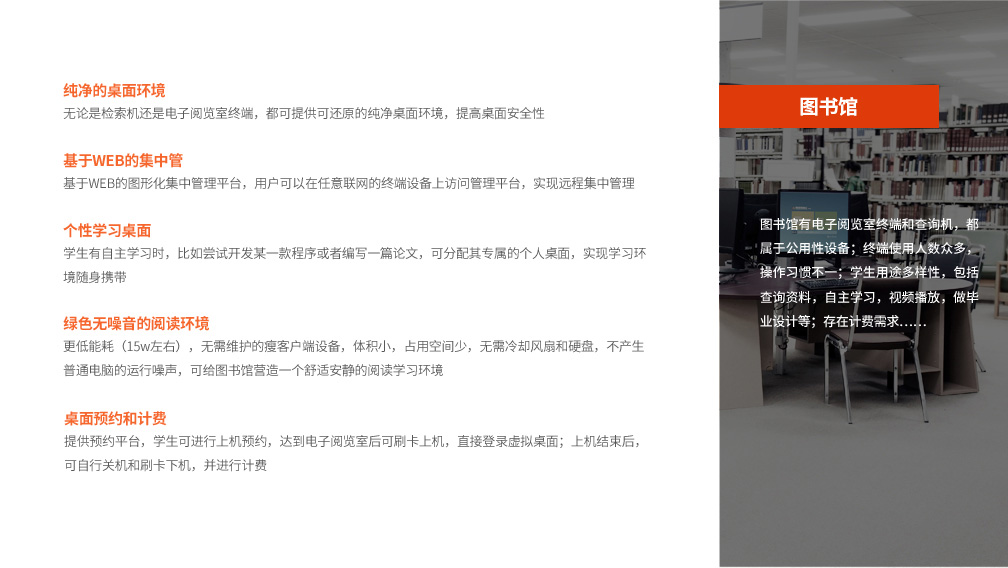 纯净的桌面环境
无论是检索机还是电子阅览室终端，都可提供可还原的纯净桌面环境，提高桌面安全性
基于WEB的集中管
基于WEB的图形化集中管理平台，用户可以在任意联网的终端设备上访问管理平台，实现远程集中管理
个性学习桌面
学生有自主学习时，比如尝试开发某一款程序或者编写一篇论文，可分配其专属的个人桌面，实现学习环
境随身携带
绿色无噪音的阅读环境
更低能耗（15w左右），无需维护的瘦客户端设备，体积小，占用空间少，无需冷却风扇和硬盘，不产生
普通电脑的运行噪声，可给图书馆营造一个舒适安静的阅读学习环境
桌面预约和计费
提供预约平台，学生可进行上机预约，达到电子阅览室后可刷卡上机，直接登录虚拟桌面；上机结束后，
可自行关机和刷卡下机，并进行计费
图书馆
图书馆有电子阅览室终端和查询机，都
属于公用性设备；终端使用人数众多，
操作习惯不一；学生用途多样性，包括
查询资料，自主学习，视频播放，做毕
业设计等；存在计费需求……